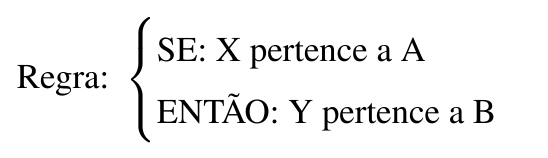 SE: X pertence a A
Regra:
ENTÃO: Y pertence a B